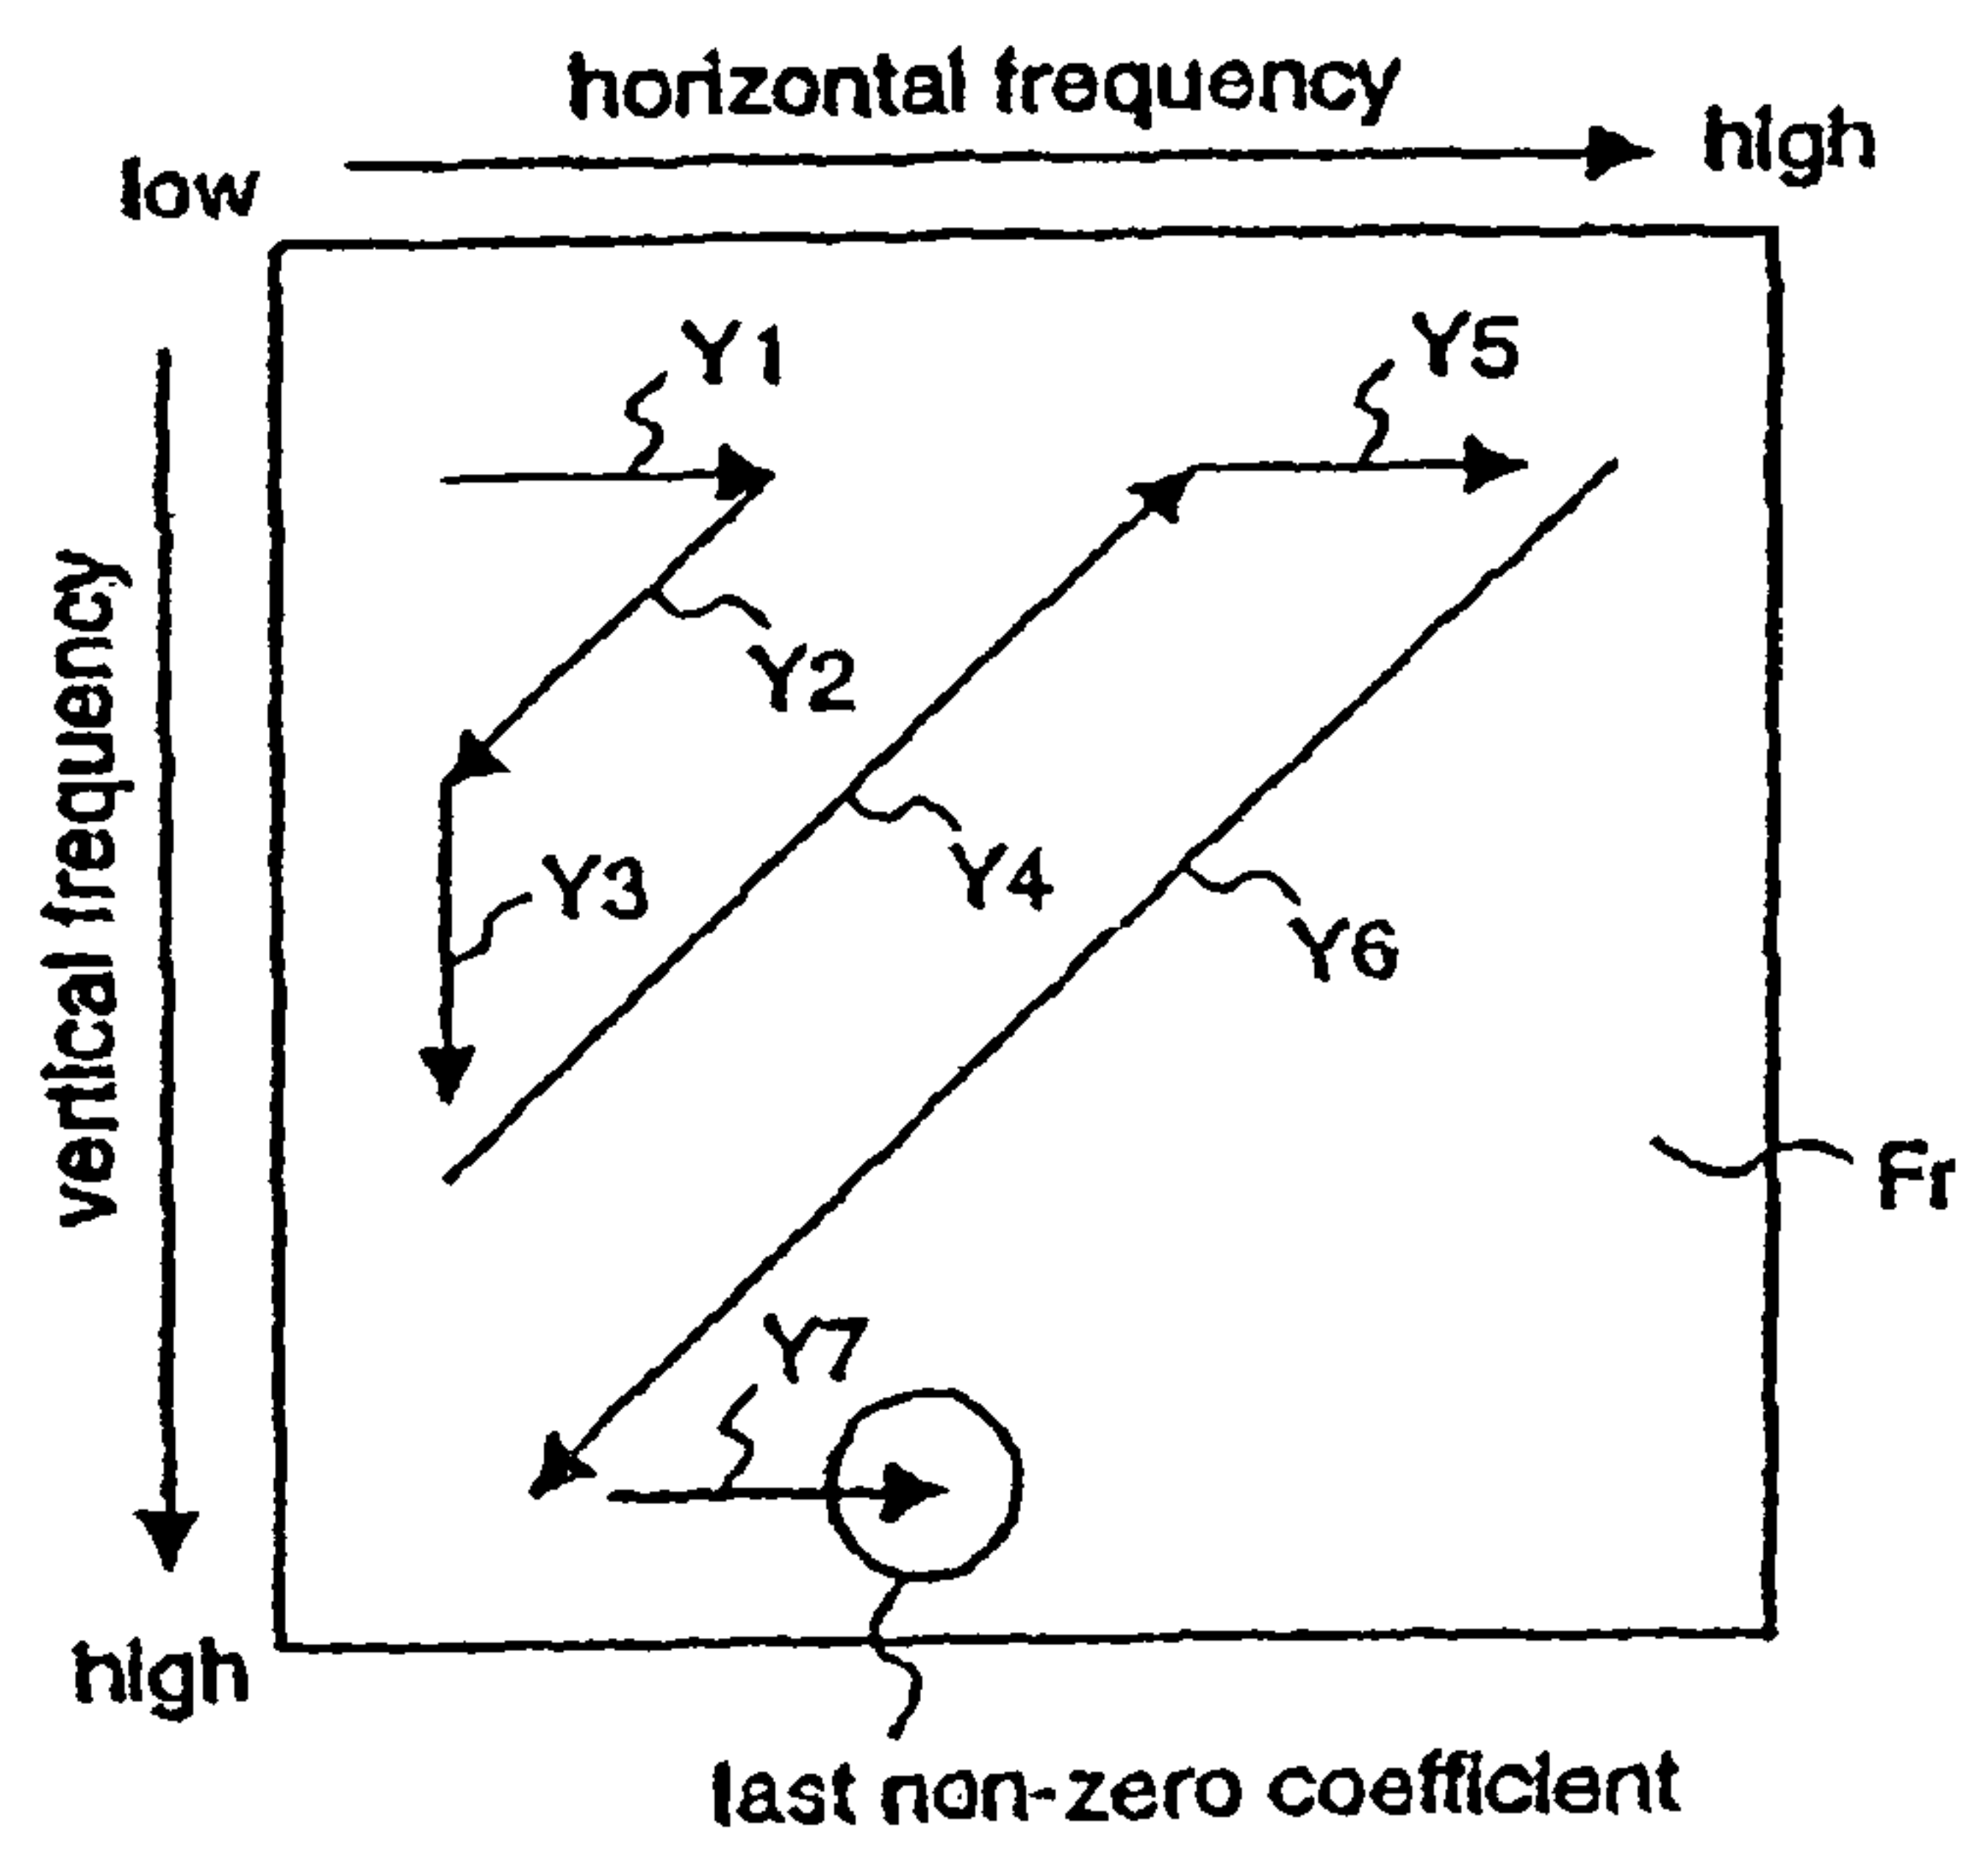 horizontal frequency
low
high
Y1
Y5
Y2
vertical frequency
Y3
Y4
Y6
Fr
Y7
high
last non-zero coefficient